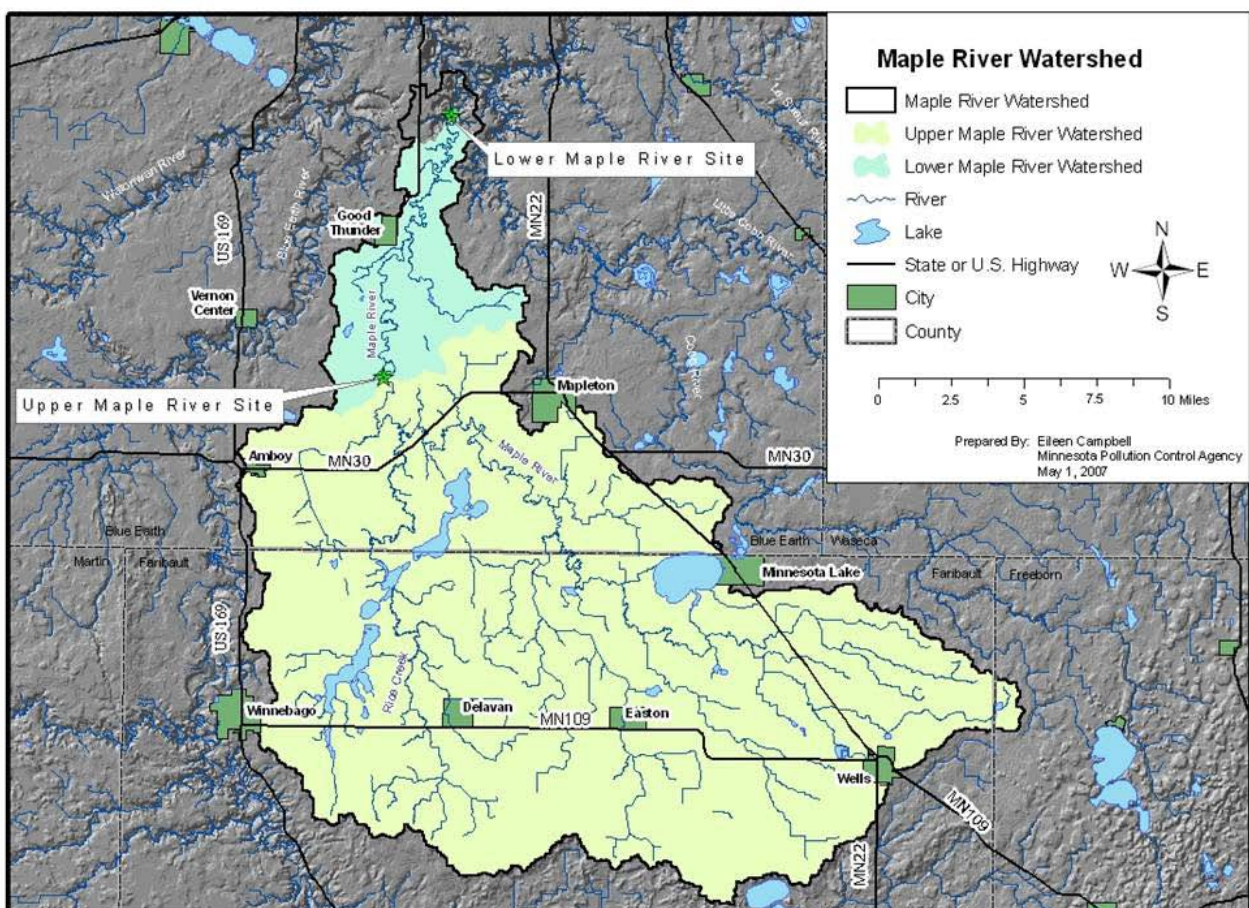 Maple River Watershed
Maple River Watershed
Upper Maple River Watershed
Lower Maple River Watershed
River
Lake
State or U.S. Highway
City
County
N
W E
S
0 2.5 5 7.5 10 Miles
Prepared By: Eileen Campbell
Minnesota Pollution Control Agency
May 1, 2007
Le Sueur River
Lower Maple River Site
Watonwan River
Blue Earth River
US 169
MN22
Good
Thunder
Little Cobb River
Vernon
Center
Maple River
Cobb River
Upper Maple River Site
Mapleton
Amboy
MN30
Maple River
MN30
Blue Earth
Blue Earth
Waseca
Martin
Faribault
Minnesota Lake
Faribault
Freeborn
US 169
Rice Creek
Winnebago
Delavan
MN109
Easton
Wells
MN109
MN22